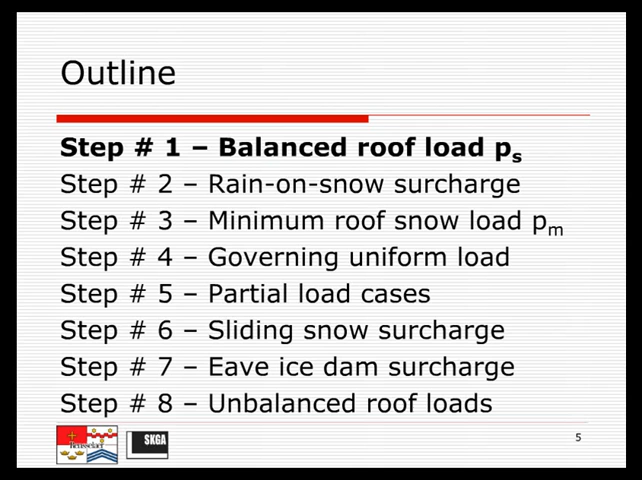 Outline
Step # 1 – Balanced roof load ps
Step # 2 – Rain-on-snow surcharge
Step # 3 – Minimum roof snow load pm
Step # 4 – Governing uniform load
Step # 5 – Partial load cases
Step # 6 – Sliding snow surcharge
Step # 7 – Eave ice dam surcharge
Step # 8 – Unbalanced roof loads
Rensselaer
SKGA
5